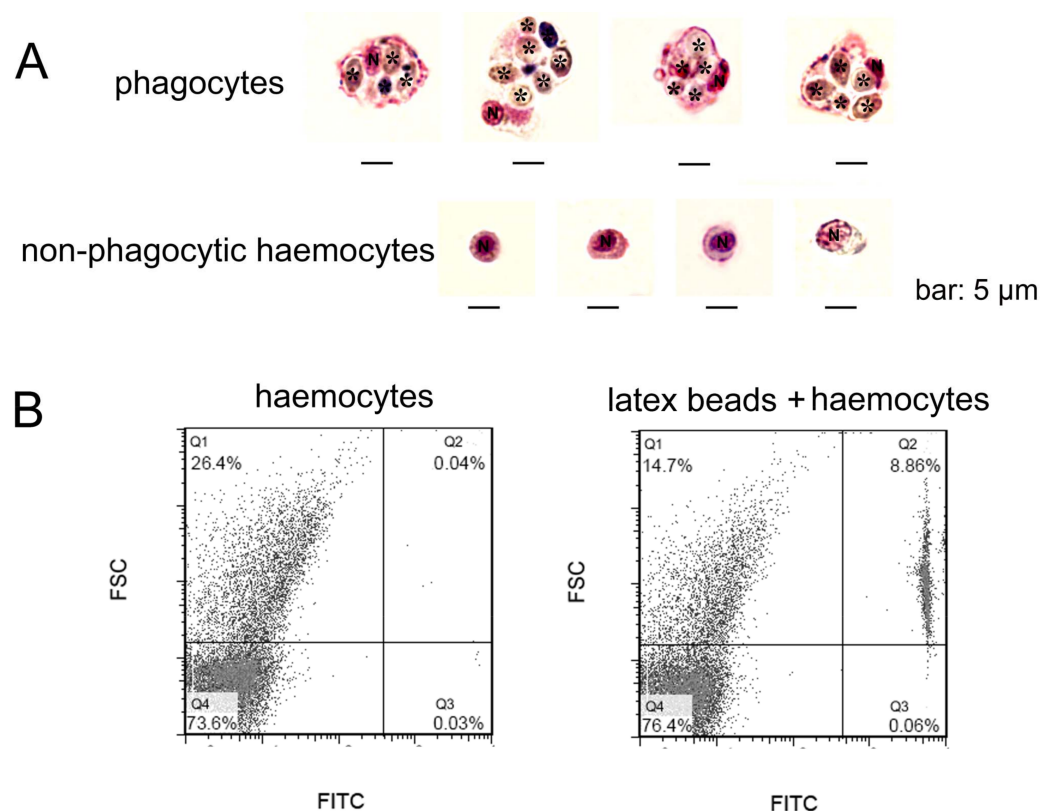 A
phagocytes
* N * * *
* * * * * * N
* * * N * *
* N * * * *
non-phagocytic haemocytes
N
N
N
N
bar: 5 µm
B
haemocytes
latex beads + haemocytes
Q1
26.4%
Q2
0.04%
Q4
73.6%
Q3
0.03%
FSC
FITC
Q1
14.7%
Q2
8.86%
Q4
76.4%
Q3
0.06%
FSC
FITC